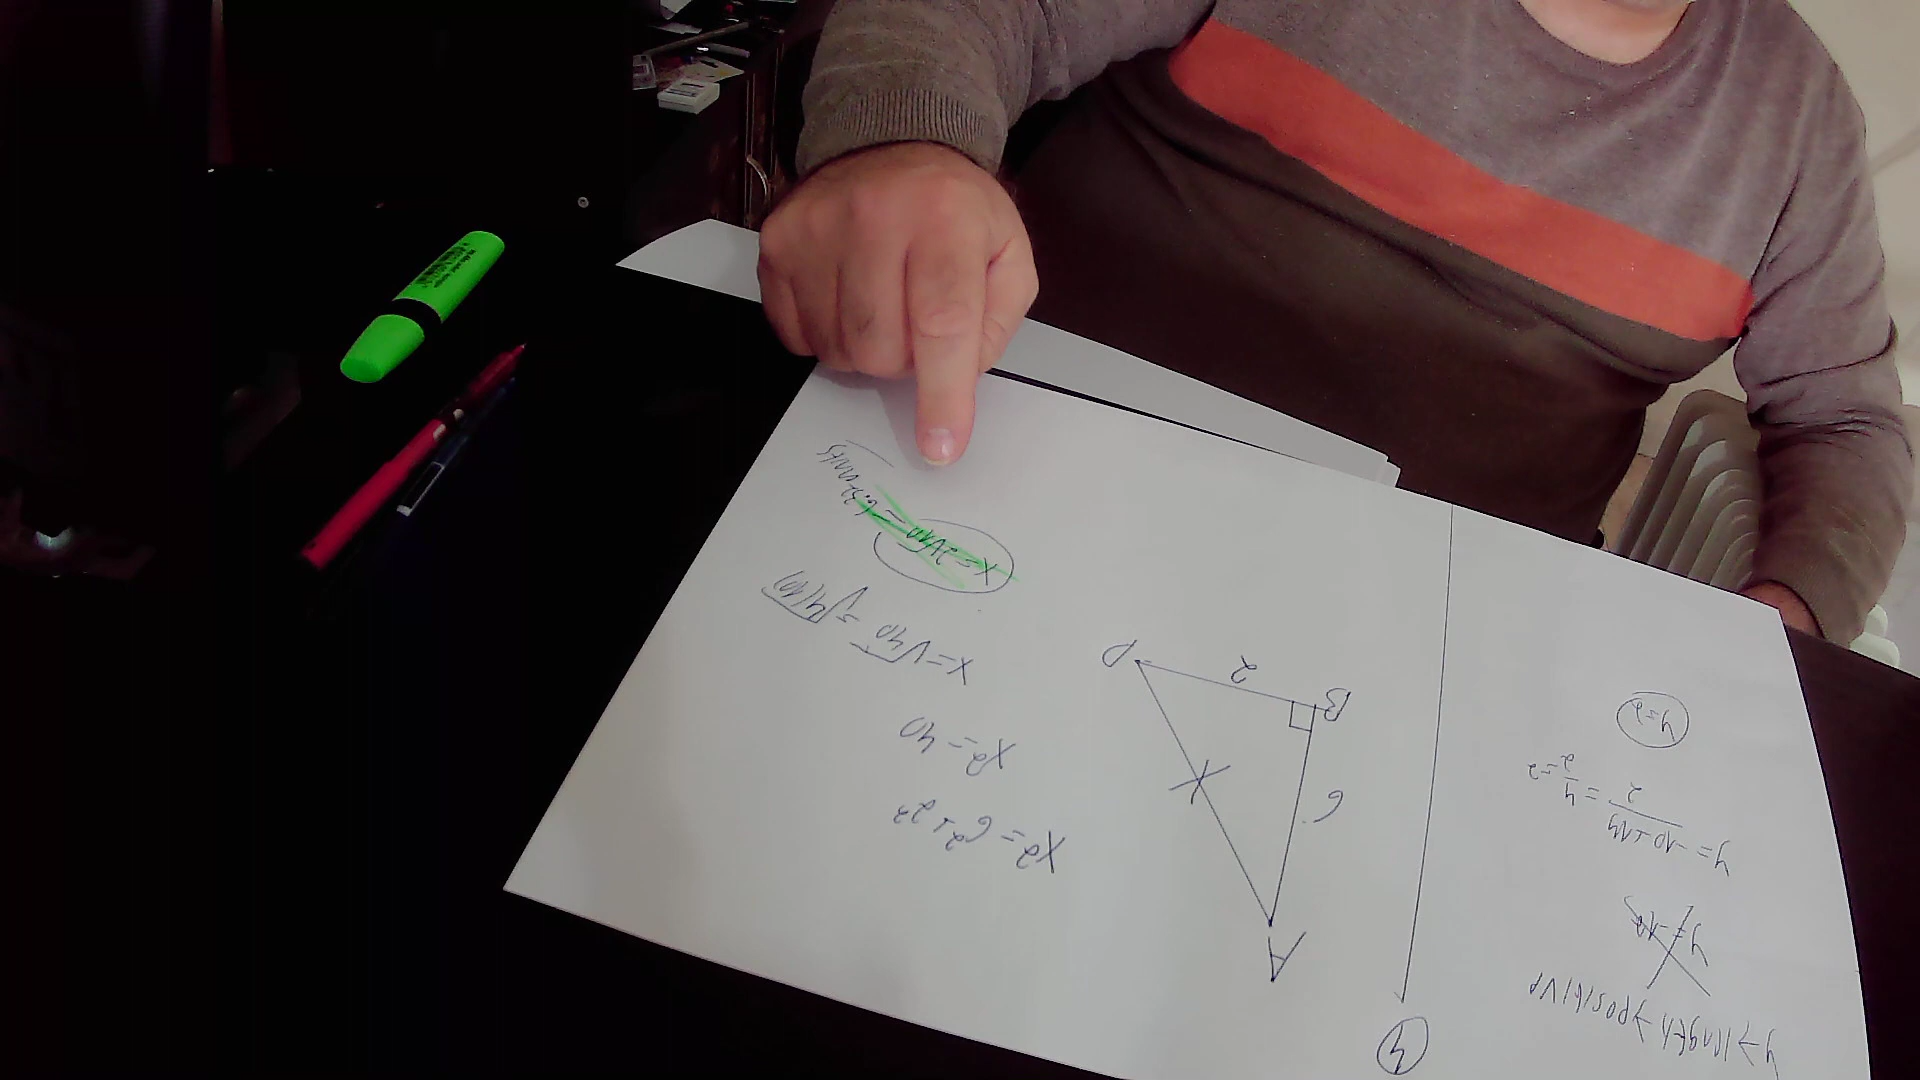 y → length → positive
y = -12
y = -10 + 14 / 2 = 4/2 = 2
y = 2
4
A
6
B
2
D
X
X² = 6² + 2²
X² = 40
X = √40 = √4(10)
X = 2√10 = 6.32 units